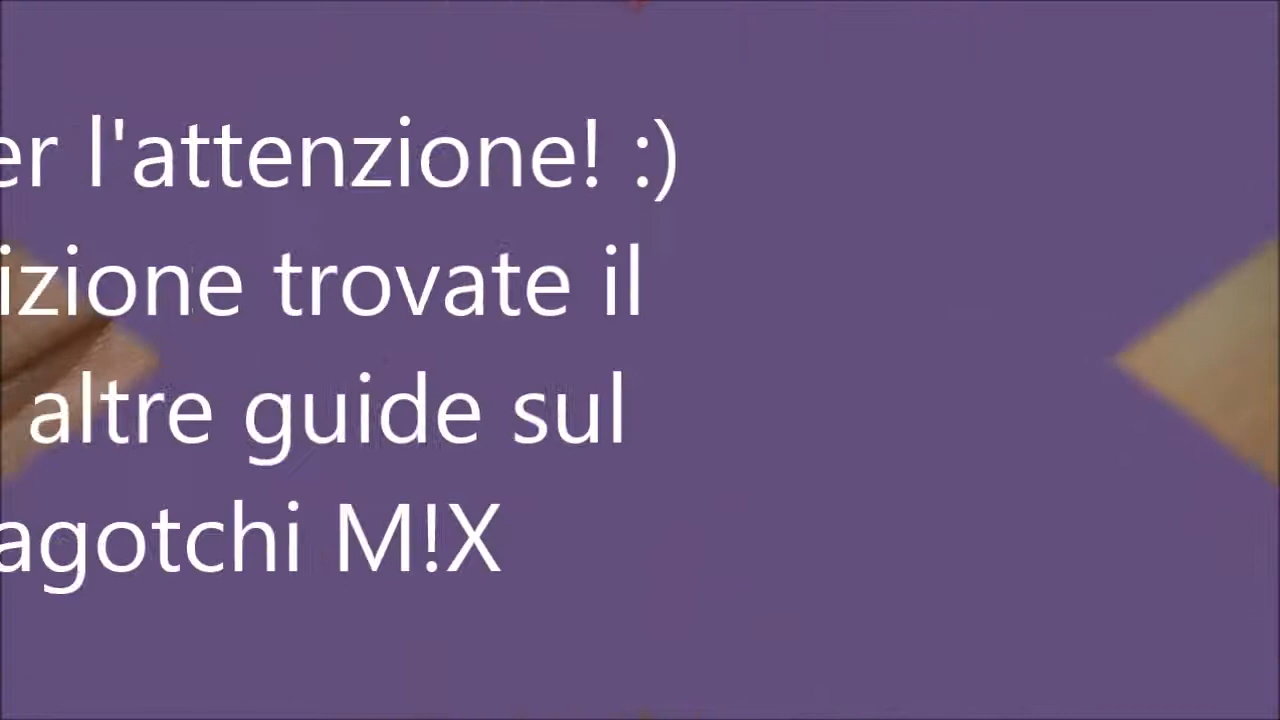 er l'attenzione! :)
izione trovate il
altre guide sul
agotchi M!X